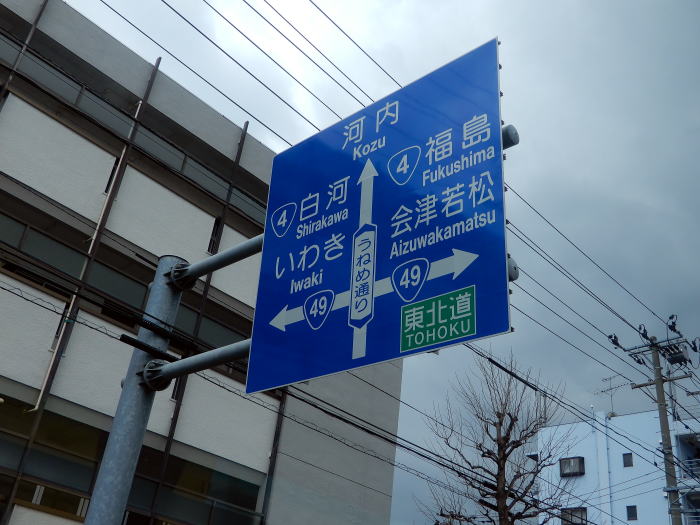 河内
Kozu
4 福島
Fukushima
4 白河
Shirakawa
会津若松
Aizuwakamatsu
いわき
Iwaki
うねめ通り
49
49
東北道
TOHOKU